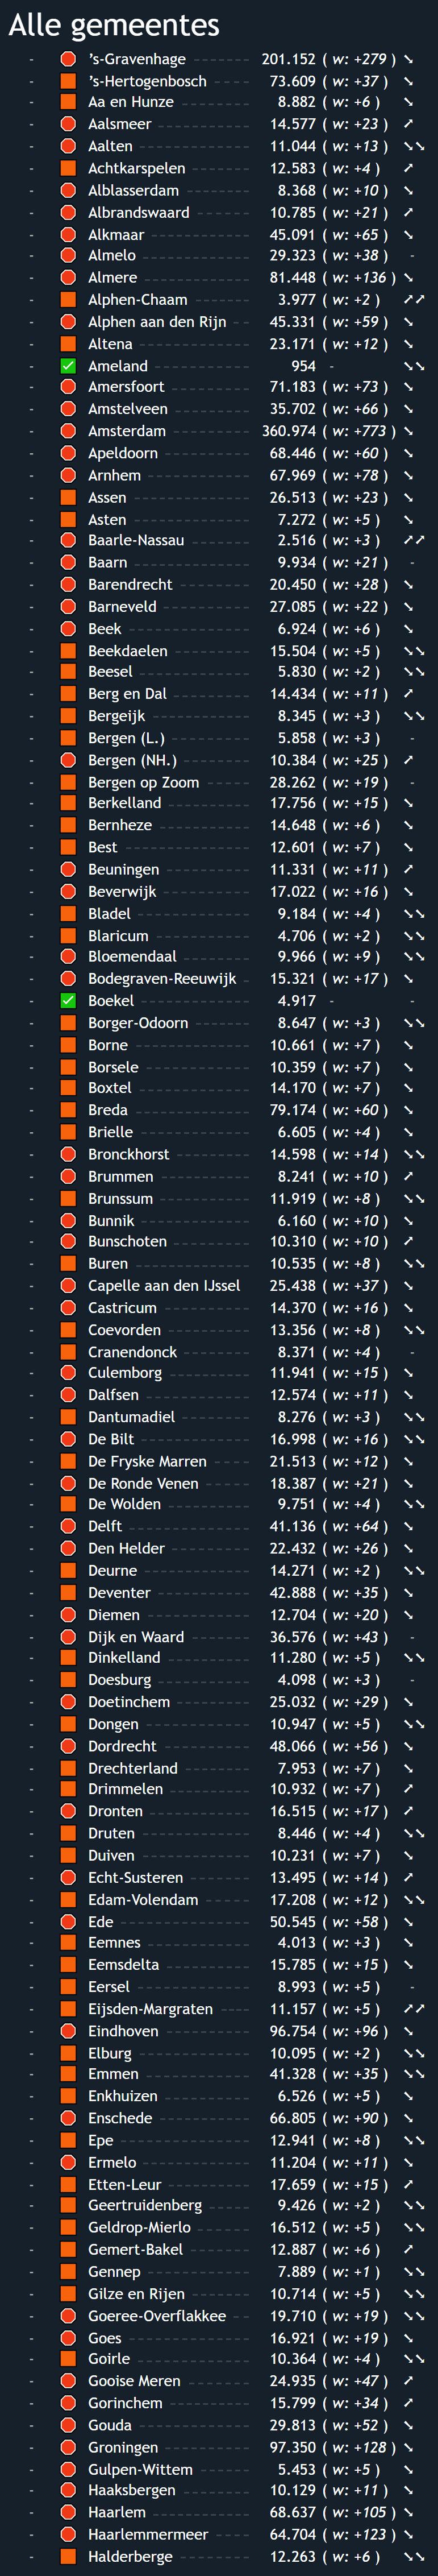 Alle gemeentes
- ’s-Gravenhage 201.152 ( w: +279 )
- ’s-Hertogenbosch 73.609 ( w: +37 )
- Aa en Hunze 8.882 ( w: +6 )
- Aalsmeer 14.577 ( w: +23 )
- Aalten 11.044 ( w: +13 )
- Achtkarspelen 12.583 ( w: +4 )
- Alblasserdam 8.368 ( w: +10 )
- Albrandswaard 10.785 ( w: +21 )
- Alkmaar 45.091 ( w: +65 )
- Almelo 29.323 ( w: +38 ) -
- Almere 81.448 ( w: +136 )
- Alphen-Chaam 3.977 ( w: +2 )
- Alphen aan den Rijn 45.331 ( w: +59 )
- Altena 23.171 ( w: +12 )
- Ameland 954 -
- Amersfoort 71.183 ( w: +73 )
- Amstelveen 35.702 ( w: +66 )
- Amsterdam 360.974 ( w: +773 )
- Apeldoorn 68.446 ( w: +60 )
- Arnhem 67.969 ( w: +78 )
- Assen 26.513 ( w: +23 )
- Asten 7.272 ( w: +5 )
- Baarle-Nassau 2.516 ( w: +3 )
- Baarn 9.934 ( w: +21 ) -
- Barendrecht 20.450 ( w: +28 )
- Barneveld 27.085 ( w: +22 )
- Beek 6.924 ( w: +6 )
- Beekdaelen 15.504 ( w: +5 )
- Beesel 5.830 ( w: +2 )
- Berg en Dal 14.434 ( w: +11 )
- Bergeijk 8.345 ( w: +3 )
- Bergen (L.) 5.858 ( w: +3 ) -
- Bergen (NH.) 10.384 ( w: +25 )
- Bergen op Zoom 28.262 ( w: +19 ) -
- Berkelland 17.756 ( w: +15 )
- Bernheze 14.648 ( w: +6 )
- Best 12.601 ( w: +7 )
- Beuningen 11.331 ( w: +11 )
- Beverwijk 17.022 ( w: +16 )
- Bladel 9.184 ( w: +4 )
- Blaricum 4.706 ( w: +2 )
- Bloemendaal 9.966 ( w: +9 )
- Bodegraven-Reeuwijk 15.321 ( w: +17 )
- Boekel 4.917 - -
- Borger-Odoorn 8.647 ( w: +3 )
- Borne 10.661 ( w: +7 )
- Borsele 10.359 ( w: +7 )
- Boxtel 14.170 ( w: +7 )
- Breda 79.174 ( w: +60 )
- Brielle 6.605 ( w: +4 )
- Bronckhorst 14.598 ( w: +14 )
- Brummen 8.241 ( w: +10 )
- Brunssum 11.919 ( w: +8 )
- Bunnik 6.160 ( w: +10 )
- Bunschoten 10.310 ( w: +10 )
- Buren 10.535 ( w: +8 )
- Capelle aan den IJssel 25.438 ( w: +37 )
- Castricum 14.370 ( w: +16 )
- Coevorden 13.356 ( w: +8 )
- Cranendonck 8.371 ( w: +4 ) -
- Culemborg 11.941 ( w: +15 )
- Dalfsen 12.574 ( w: +11 )
- Dantumadiel 8.276 ( w: +3 )
- De Bilt 16.998 ( w: +16 )
- De Fryske Marren 21.513 ( w: +12 )
- De Ronde Venen 18.387 ( w: +21 )
- De Wolden 9.751 ( w: +4 )
- Delft 41.136 ( w: +64 )
- Den Helder 22.432 ( w: +26 )
- Deurne 14.271 ( w: +2 )
- Deventer 42.888 ( w: +35 )
- Diemen 12.704 ( w: +20 )
- Dijk en Waard 36.576 ( w: +43 ) -
- Dinkelland 11.280 ( w: +5 )
- Doesburg 4.098 ( w: +3 ) -
- Doetinchem 25.032 ( w: +29 )
- Dongen 10.947 ( w: +5 )
- Dordrecht 48.066 ( w: +56 )
- Drechterland 7.953 ( w: +7 )
- Drimmelen 10.932 ( w: +7 )
- Dronten 16.515 ( w: +17 )
- Druten 8.446 ( w: +4 )
- Duiven 10.231 ( w: +7 )
- Echt-Susteren 13.495 ( w: +14 )
- Edam-Volendam 17.208 ( w: +12 )
- Ede 50.545 ( w: +58 )
- Eemnes 4.013 ( w: +3 )
- Eemsdelta 15.785 ( w: +15 )
- Eersel 8.993 ( w: +5 ) -
- Eijsden-Margraten 11.157 ( w: +5 )
- Eindhoven 96.754 ( w: +96 )
- Elburg 10.095 ( w: +2 )
- Emmen 41.328 ( w: +35 )
- Enkhuizen 6.526 ( w: +5 )
- Enschede 66.805 ( w: +90 )
- Epe 12.941 ( w: +8 )
- Ermelo 11.204 ( w: +11 )
- Etten-Leur 17.659 ( w: +15 )
- Geertruidenberg 9.426 ( w: +2 )
- Geldrop-Mierlo 16.512 ( w: +5 )
- Gemert-Bakel 12.887 ( w: +6 )
- Gennep 7.889 ( w: +1 )
- Gilze en Rijen 10.714 ( w: +5 )
- Goeree-Overflakkee 19.710 ( w: +19 )
- Goes 16.921 ( w: +19 )
- Goirle 10.364 ( w: +4 )
- Gooise Meren 24.935 ( w: +47 )
- Gorinchem 15.799 ( w: +34 )
- Gouda 29.813 ( w: +52 )
- Groningen 97.350 ( w: +128 )
- Gulpen-Wittem 5.453 ( w: +5 )
- Haaksbergen 10.129 ( w: +11 )
- Haarlem 68.637 ( w: +105 )
- Haarlemmermeer 64.704 ( w: +123 )
- Halderberge 12.263 ( w: +6 )